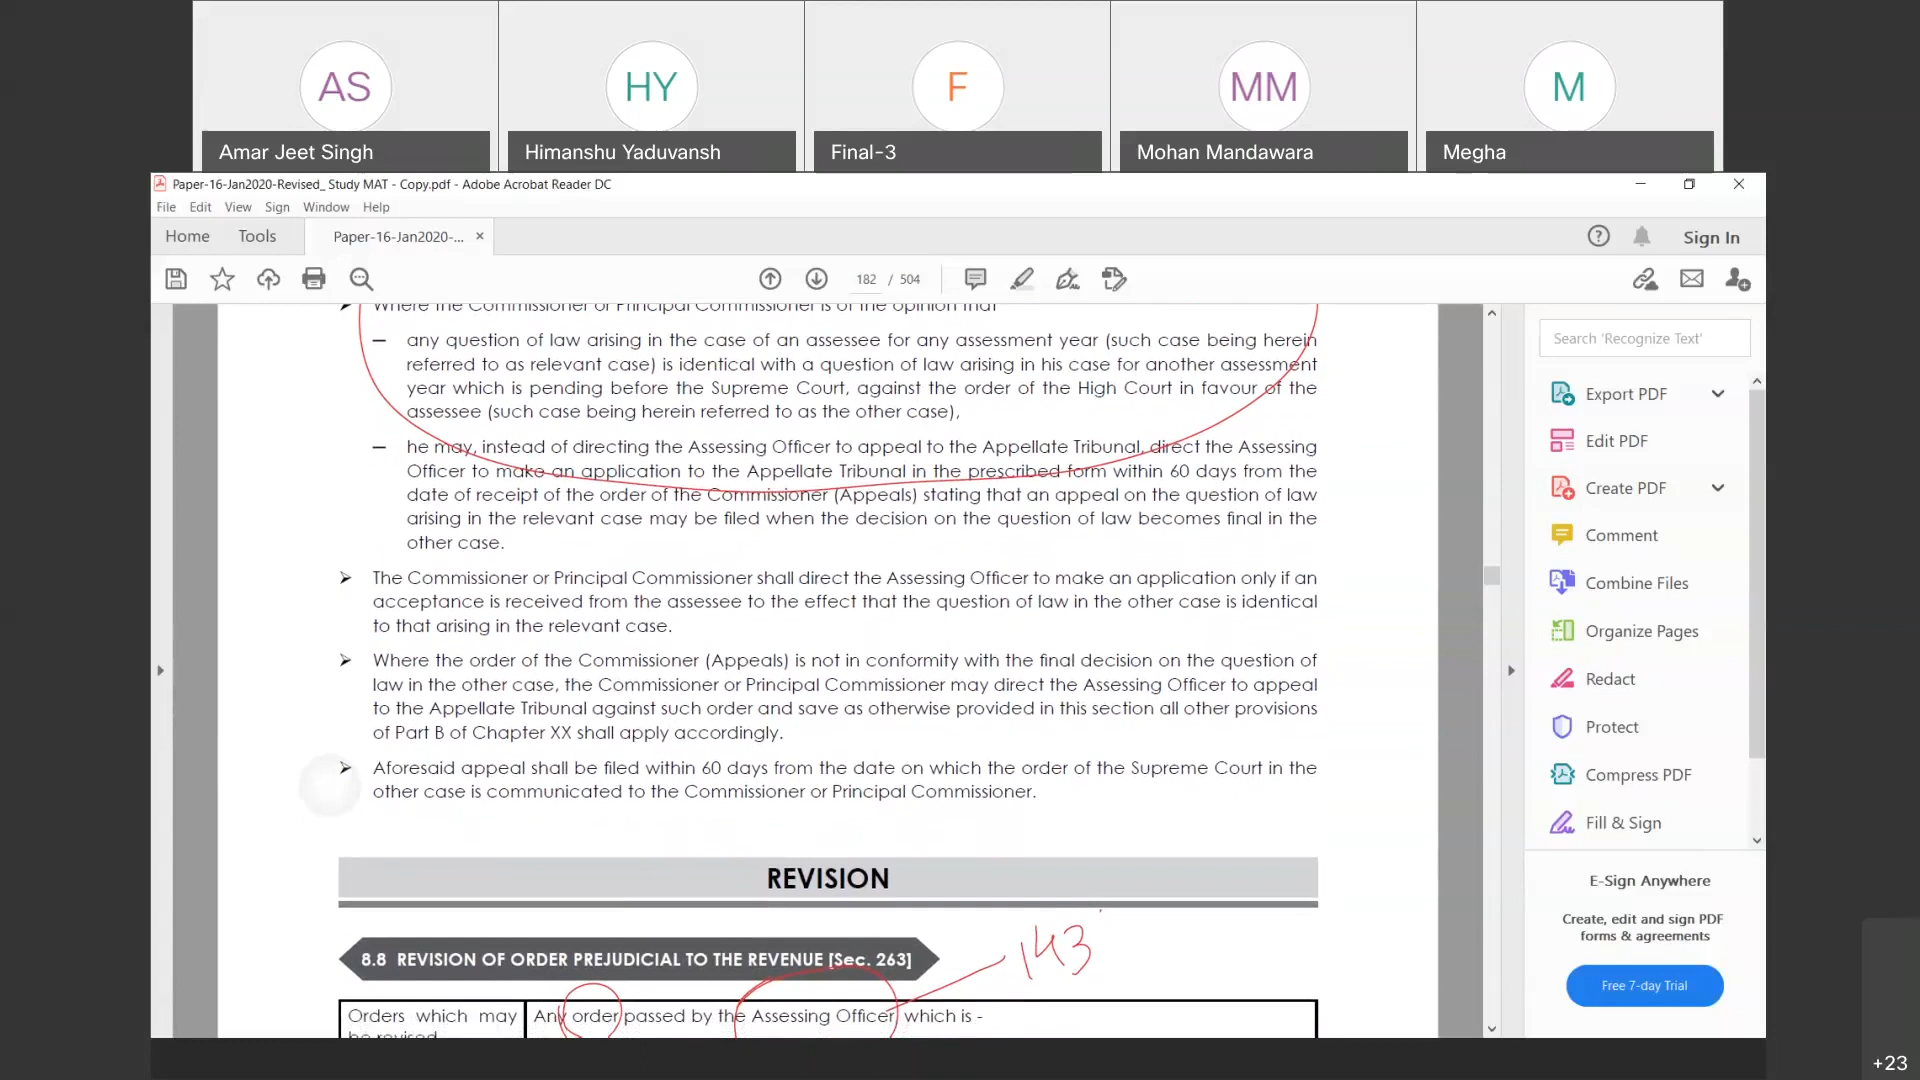 AS
HY
F
MM
M
Amar Jeet Singh
Himanshu Yaduvansh
Final-3
Mohan Mandawara
Megha
Paper-16-Jan2020-Revised_ Study MAT - Copy.pdf - Adobe Acrobat Reader DC
File Edit View Sign Window Help
Home Tools Paper-16-Jan2020-... × Sign In
182 / 504
Where the Commissioner or Principal Commissioner is of the opinion that
– any question of law arising in the case of an assessee for any assessment year (such case being herein
referred to as relevant case) is identical with a question of law arising in his case for another assessment
year which is pending before the Supreme Court, against the order of the High Court in favour of the
assessee (such case being herein referred to as the other case),
– he may, instead of directing the Assessing Officer to appeal to the Appellate Tribunal, direct the Assessing
Officer to make an application to the Appellate Tribunal in the prescribed form within 60 days from the
date of receipt of the order of the Commissioner (Appeals) stating that an appeal on the question of law
arising in the relevant case may be filed when the decision on the question of law becomes final in the
other case.
➢ The Commissioner or Principal Commissioner shall direct the Assessing Officer to make an application only if an
acceptance is received from the assessee to the effect that the question of law in the other case is identical
to that arising in the relevant case.
➢ Where the order of the Commissioner (Appeals) is not in conformity with the final decision on the question of
law in the other case, the Commissioner or Principal Commissioner may direct the Assessing Officer to appeal
to the Appellate Tribunal against such order and save as otherwise provided in this section all other provisions
of Part B of Chapter XX shall apply accordingly.
➢ Aforesaid appeal shall be filed within 60 days from the date on which the order of the Supreme Court in the
other case is communicated to the Commissioner or Principal Commissioner.
REVISION
143
8.8 REVISION OF ORDER PREJUDICIAL TO THE REVENUE [Sec. 263]
Orders which may
be revised
Any order passed by the Assessing Officer, which is -
Search 'Recognize Text'
Export PDF
Edit PDF
Create PDF
Comment
Combine Files
Organize Pages
Redact
Protect
Compress PDF
Fill & Sign
E-Sign Anywhere
Create, edit and sign PDF
forms & agreements
Free 7-day Trial
+23